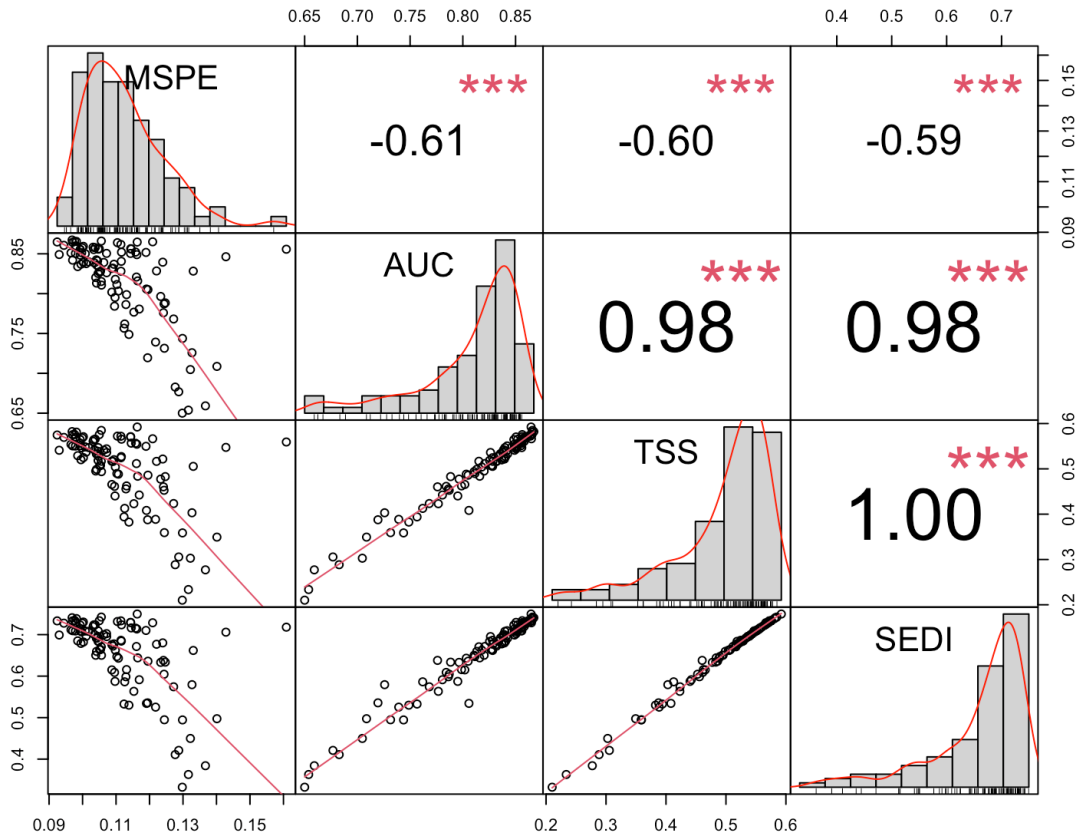 0.65 0.70 0.75 0.80 0.85 0.4 0.5 0.6 0.7
MSPE *** *** ***
-0.61 -0.60 -0.59
0.09 0.11 0.13 0.15
0.65 0.75 0.85
AUC *** ***
0.98 0.98
TSS ***
1.00
0.2 0.3 0.4 0.5 0.6
0.4 0.5 0.6 0.7
SEDI
0.09 0.11 0.13 0.15 0.2 0.3 0.4 0.5 0.6